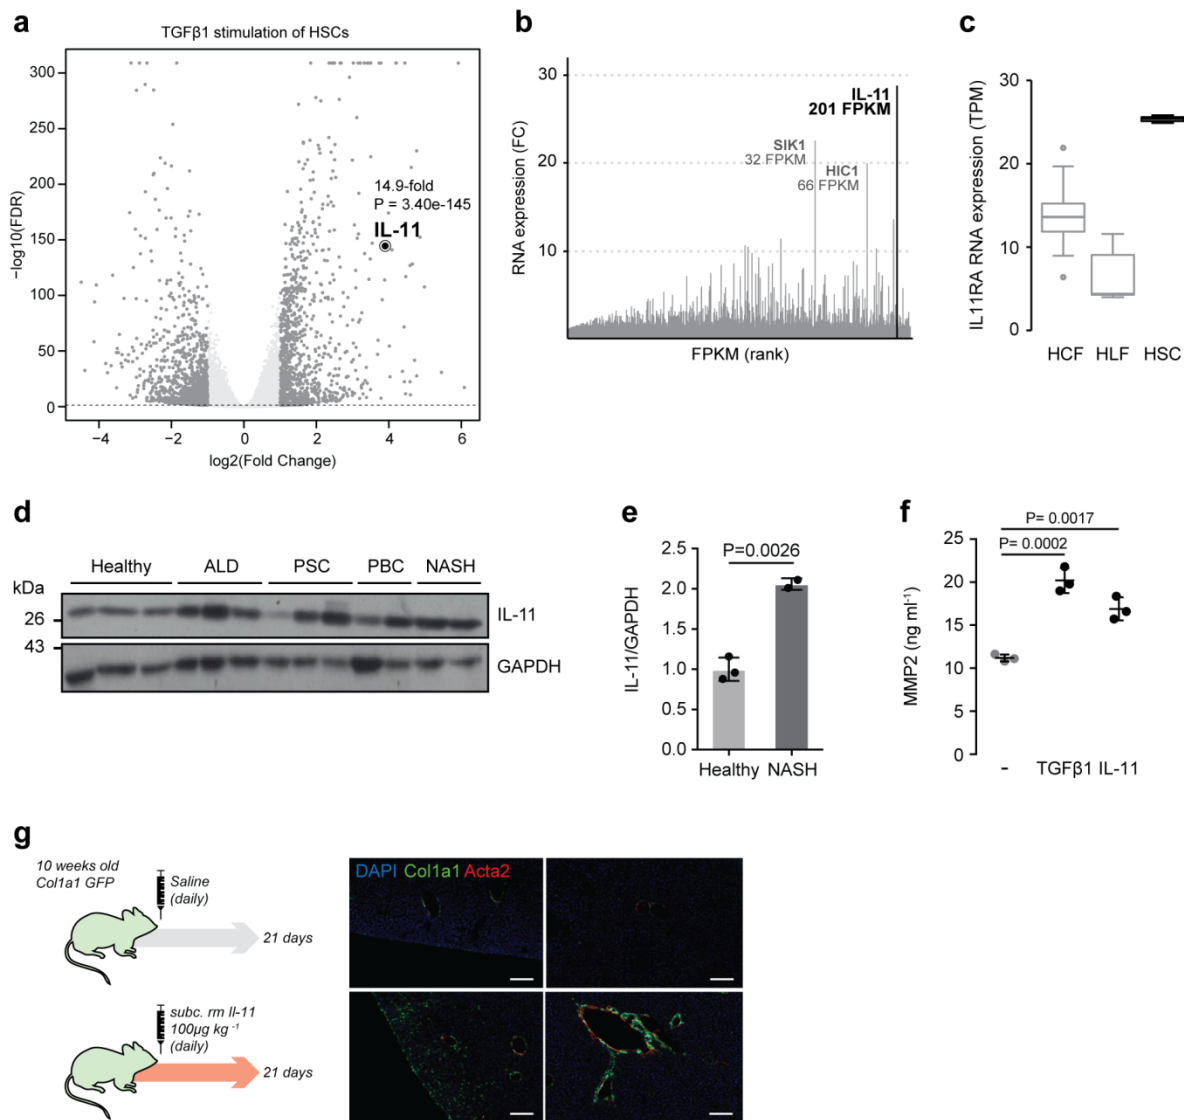 a
TGFβ1 stimulation of HSCs
300
250
200
150
100
50
0
−log10(FDR)
14.9-fold
P = 3.40e-145
IL-11
−4
−2
0
2
4
6
log2(Fold Change)
b
30
20
10
RNA expression (FC)
IL-11
201 FPKM
SIK1
32 FPKM
HIC1
66 FPKM
FPKM (rank)
c
30
20
10
0
IL11RA RNA expression (TPM)
HCF HLF HSC
d
Healthy ALD PSC PBC NASH
kDa
26
43
IL-11
GAPDH
e
P=0.0026
2.5
2.0
1.5
1.0
0.5
0.0
IL-11/GAPDH
Healthy NASH
f
P= 0.0017
P= 0.0002
25
20
15
10
5
0
MMP2 (ng ml⁻¹)
- TGFβ1 IL-11
g
10 weeks old
Col1a1 GFP
Saline
(daily)
21 days
subc. rm Il-11
100µg kg ⁻¹
(daily)
21 days
DAPI Col1a1 Acta2